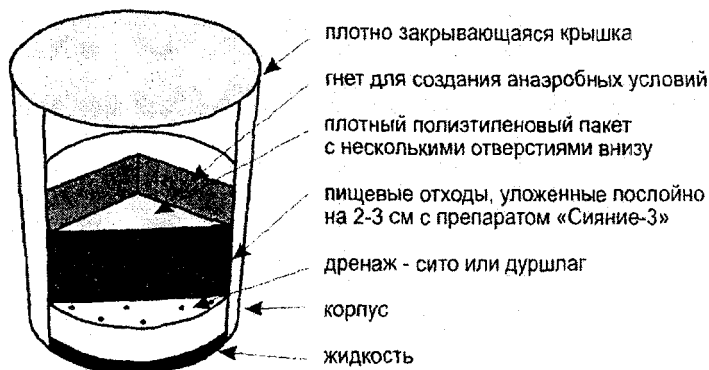 плотно закрывающаяся крышка
гнет для создания анаэробных условий
плотный полиэтиленовый пакет
с несколькими отверстиями внизу
пищевые отходы, уложенные послойно
на 2-3 см с препаратом «Сияние-3»
дренаж - сито или дуршлаг
корпус
жидкость